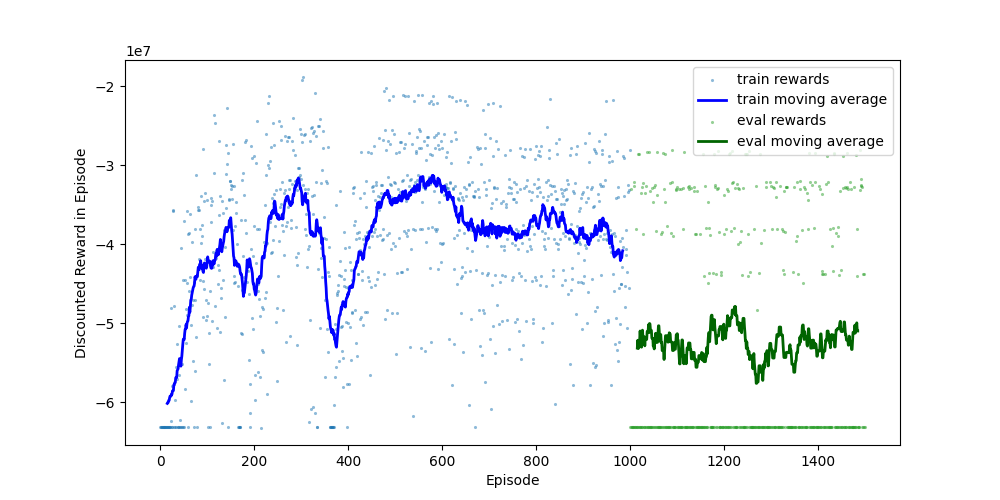 1e7
−2
−3
−4
−5
−6
Discounted Reward in Episode
train rewards
train moving average
eval rewards
eval moving average
0 200 400 600 800 1000 1200 1400
Episode